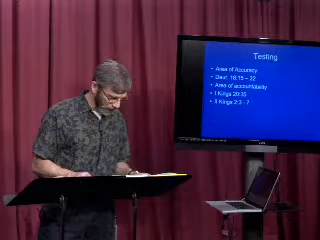 Testing
• Area of Accuracy
• Deut. 18:15 – 22
• Area of accountability
• I Kings 20:35
• II Kings 2:3 - 7